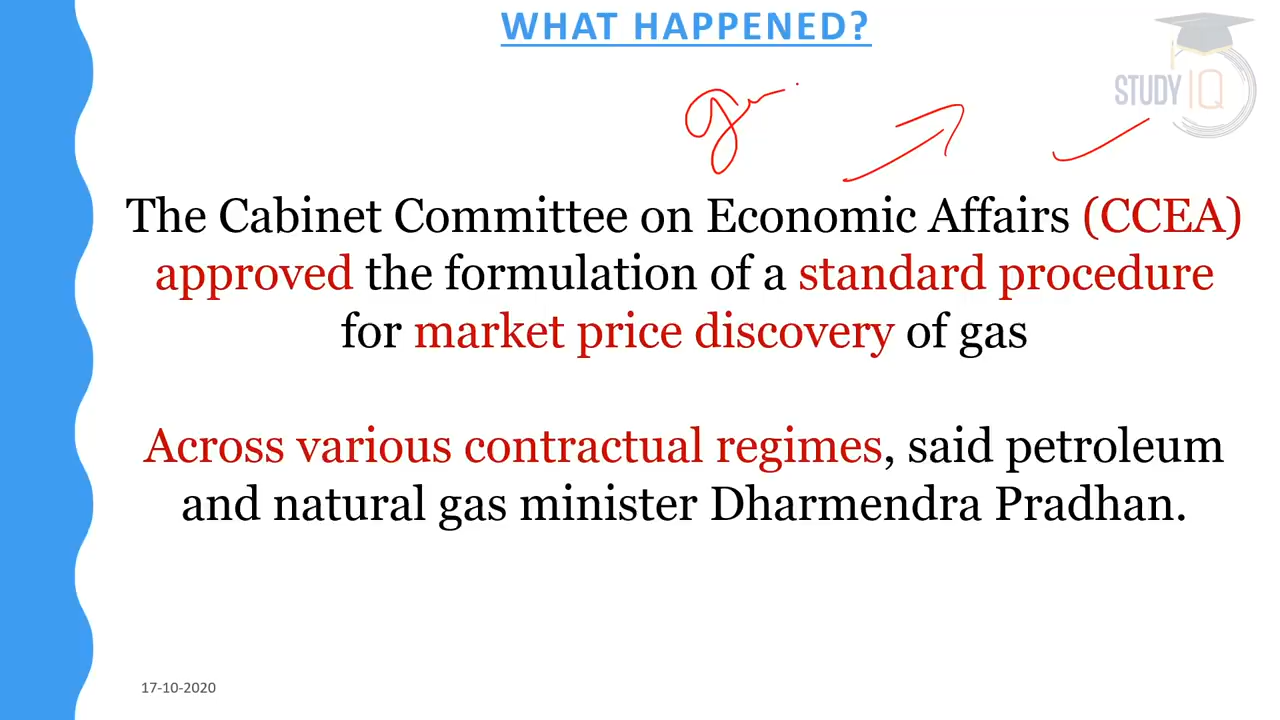 WHAT HAPPENED?
STUDY IQ
The Cabinet Committee on Economic Affairs (CCEA)
approved the formulation of a standard procedure
for market price discovery of gas
Across various contractual regimes, said petroleum
and natural gas minister Dharmendra Pradhan.
17-10-2020